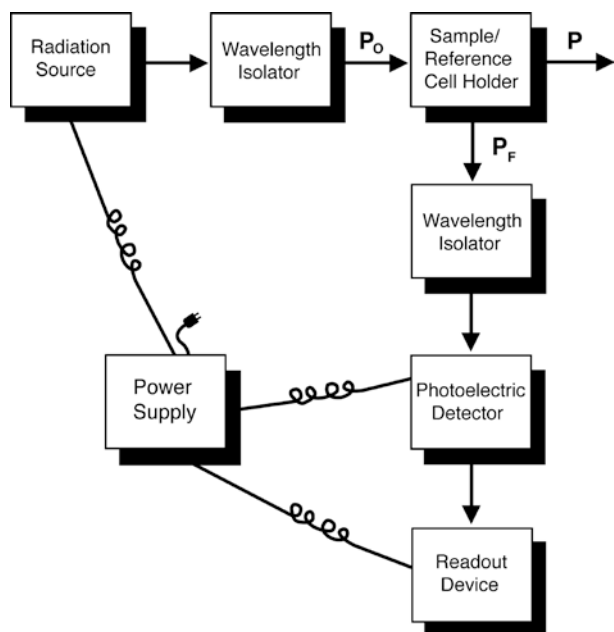 Radiation
Source
Wavelength
Isolator
Po
Sample/
Reference
Cell Holder
P
PF
Wavelength
Isolator
Power
Supply
Photoelectric
Detector
Readout
Device